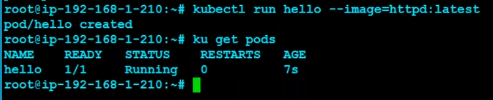 root@ip-192-168-1-210:~# kubectl run hello --image=httpd:latest
pod/hello created
root@ip-192-168-1-210:~# ku get pods
NAME    READY   STATUS    RESTARTS   AGE
hello   1/1     Running   0          7s
root@ip-192-168-1-210:~#